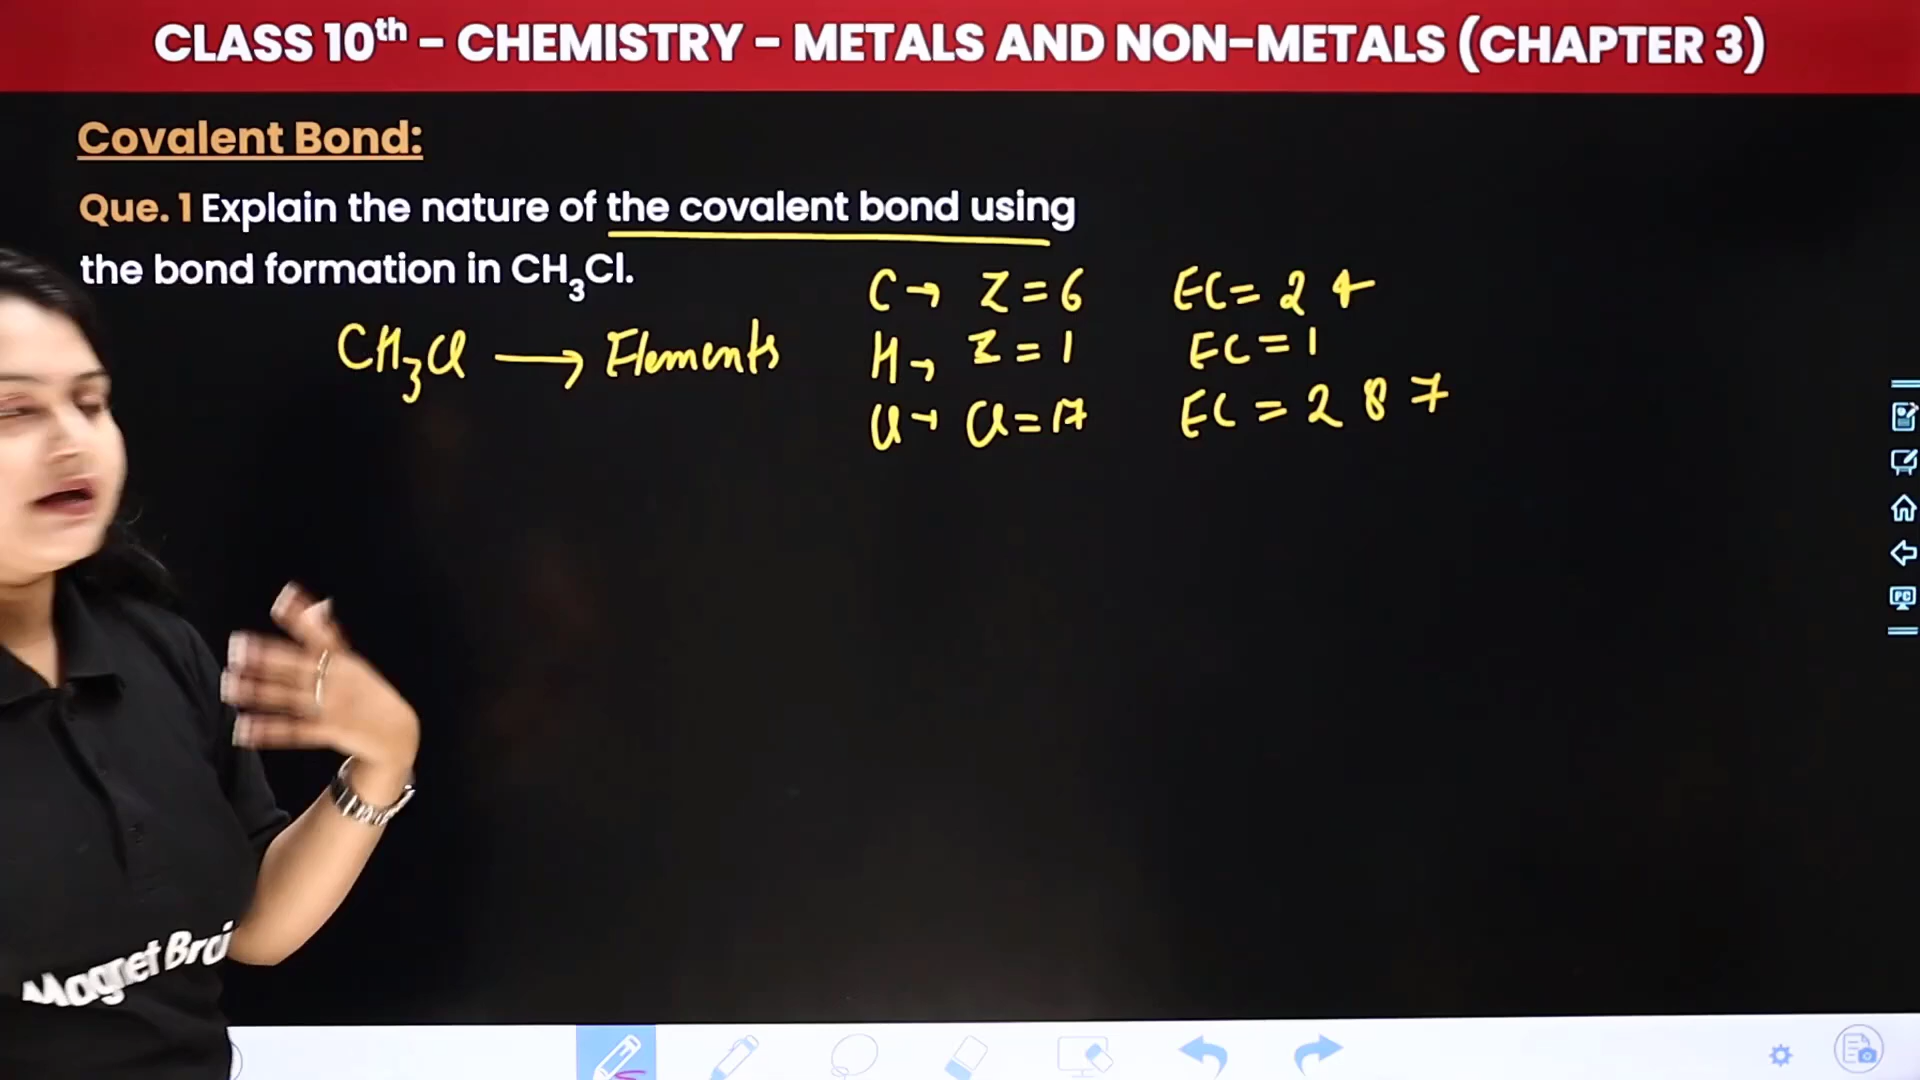 CLASS 10th - CHEMISTRY - METALS AND NON-METALS (CHAPTER 3)
Covalent Bond:
Que. 1 Explain the nature of the covalent bond using
the bond formation in CH3Cl.
CH3Cl → Elements
C → Z = 6 EC = 2 4
H → Z = 1 EC = 1
Cl → Cl = 17 EC = 2 8 7
Magnet Brai
PC